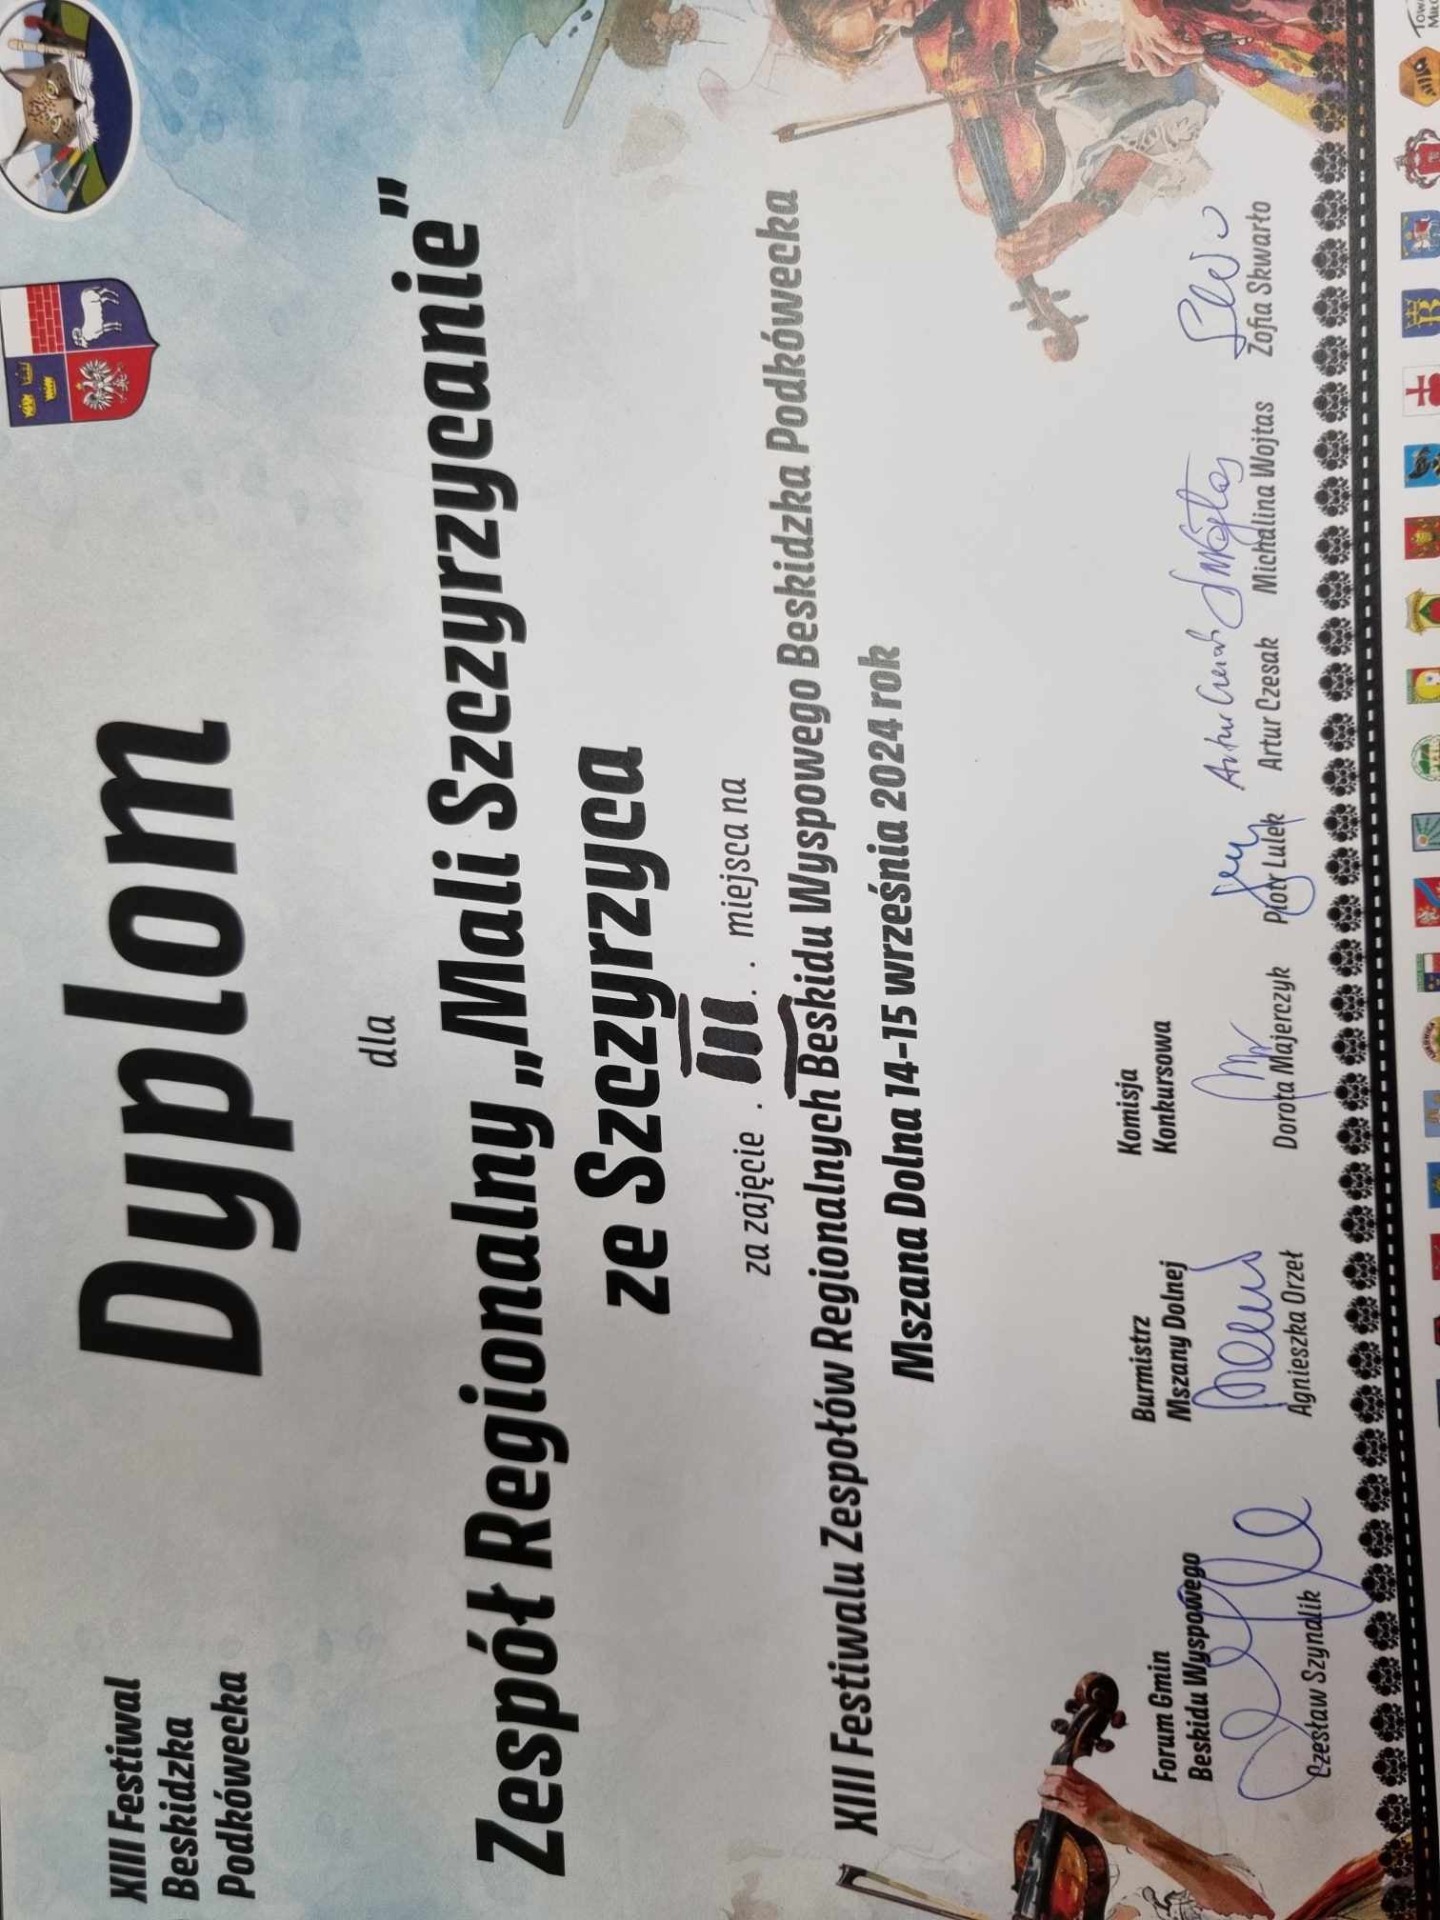 XIII Festiwal
Beskidzka
Podkówecka
Dyplom
dla
Zespół Regionalny „Mali Szczyrzycanie”
ze Szczyrzyca
za zajęcie . III . . miejsca na
XIII Festiwalu Zespołów Regionalnych Beskidu Wyspowego Beskidzka Podkówecka
Mszana Dolna 14-15 września 2024 rok
Forum Gmin
Beskidu Wyspowego
Czesław Szynalik
Burmistrz
Mszany Dolnej
Agnieszka Orzeł
Komisja
Konkursowa
Dorota Majerczyk
Piotr Lulek
Artur Czesak
Michalina Wojtas
Zofia Skwarło